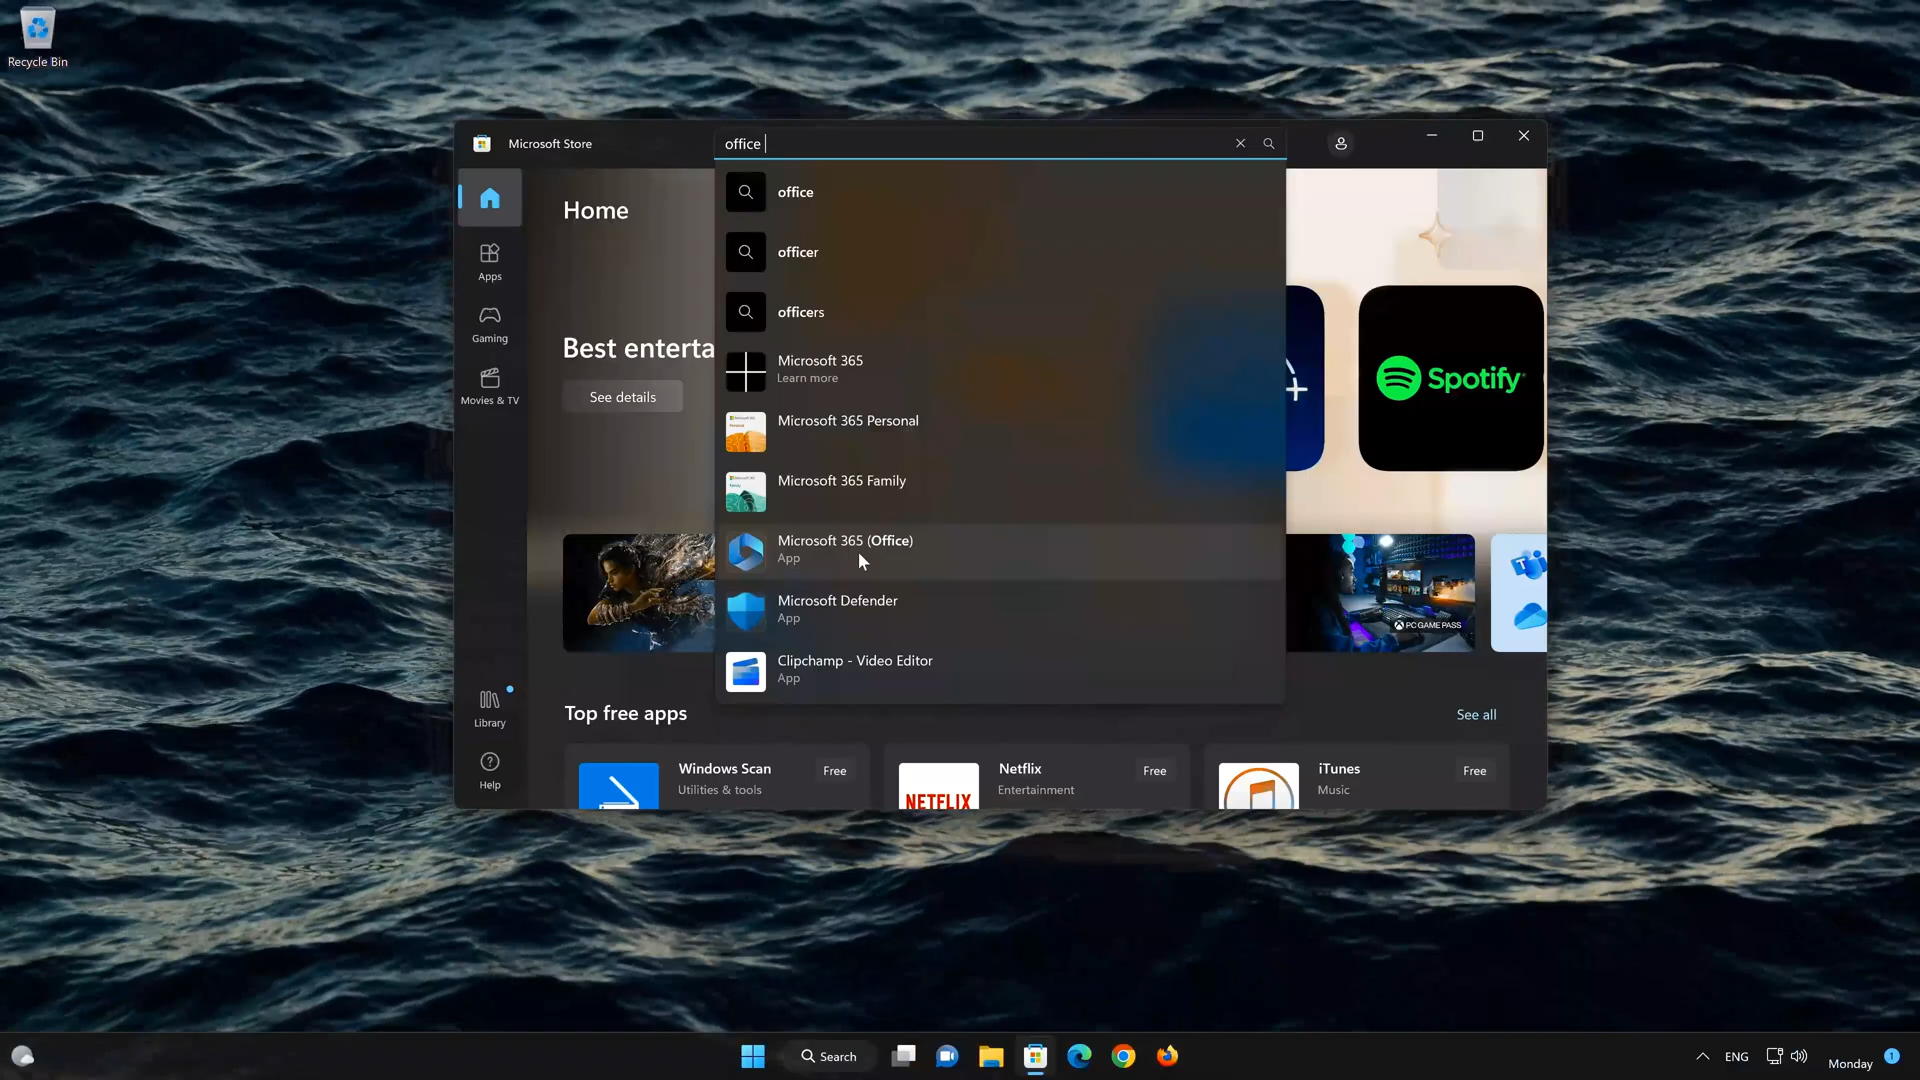 Recycle Bin
Microsoft Store
office
Home
Apps
Gaming
Movies & TV
Library
Help
Best enterta
See details
office
officer
officers
Microsoft 365
Learn more
Microsoft 365 Personal
Microsoft 365 Family
Microsoft 365 (Office)
App
Microsoft Defender
App
Clipchamp - Video Editor
App
Spotify
PC GAME PASS
Top free apps
See all
Windows Scan
Free
Utilities & tools
Netflix
Free
Entertainment
NETFLIX
iTunes
Free
Music
Search
ENG
Monday
1